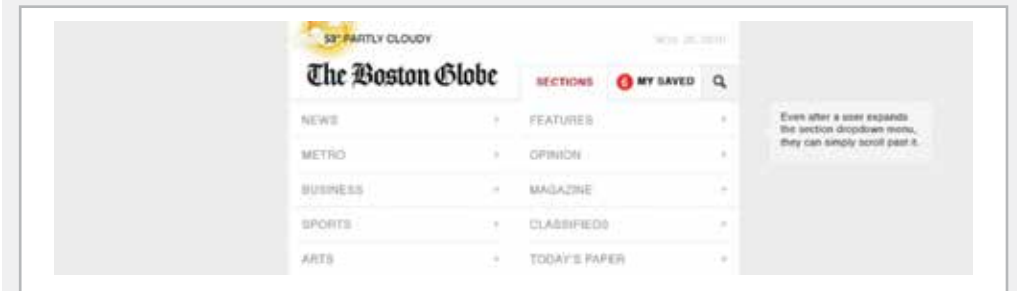 53° PARTLY CLOUDY
The Boston Globe
SECTIONS
6 MY SAVED
NEWS
FEATURES
METRO
OPINION
BUSINESS
MAGAZINE
SPORTS
CLASSIFIEDS
ARTS
TODAY'S PAPER
Even after a user expands
the section dropdown menu,
they can simply scroll past it.